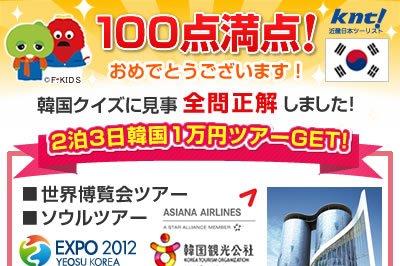 100点満点!
knt!
近畿日本ツーリスト
おめでとうございます!
©F*KIDS
韓国クイズに見事 全問正解 しました!
2泊3日韓国1万円ツアーGET!
■世界博覧会ツアー
■ソウルツアー
ASIANA AIRLINES
A STAR ALLIANCE MEMBER
EXPO 2012
YEOSU KOREA
韓国観光公社
KOREA TOURISM ORGANIZATION